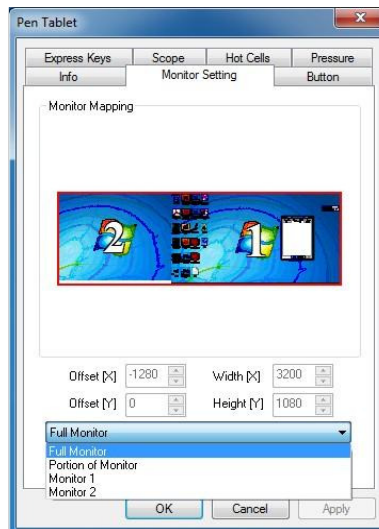 Pen Tablet
Express Keys Scope Hot Cells Pressure
Info Monitor Setting Button
Monitor Mapping
2 1
Offset [X] -1280 Width [X] 3200
Offset [Y] 0 Height [Y] 1080
Full Monitor
Full Monitor
Portion of Monitor
Monitor 1
Monitor 2
OK Cancel Apply